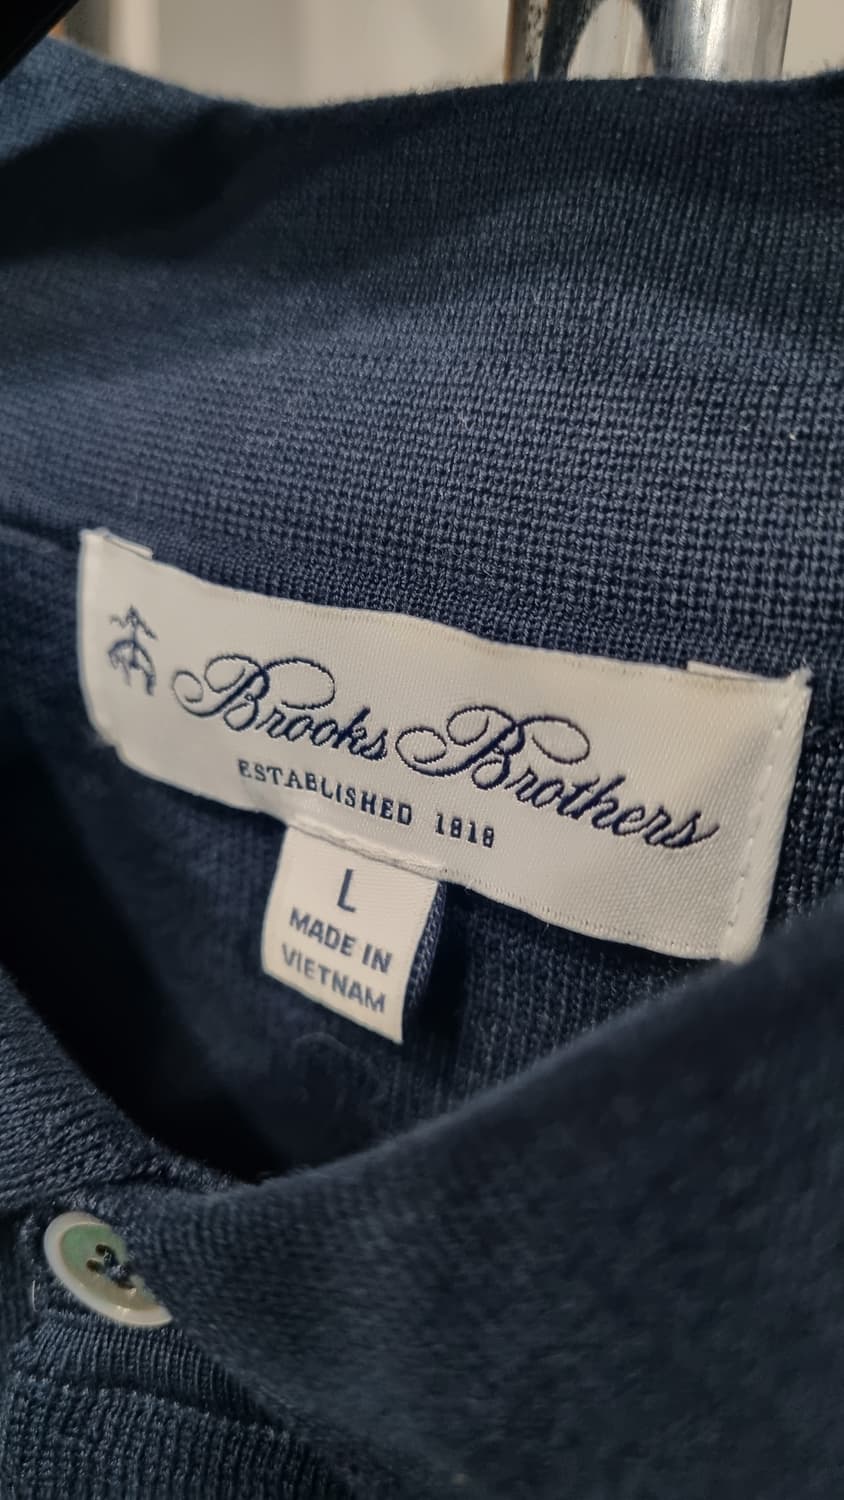 Brooks Brothers
ESTABLISHED 1818
L
MADE IN
VIETNAM